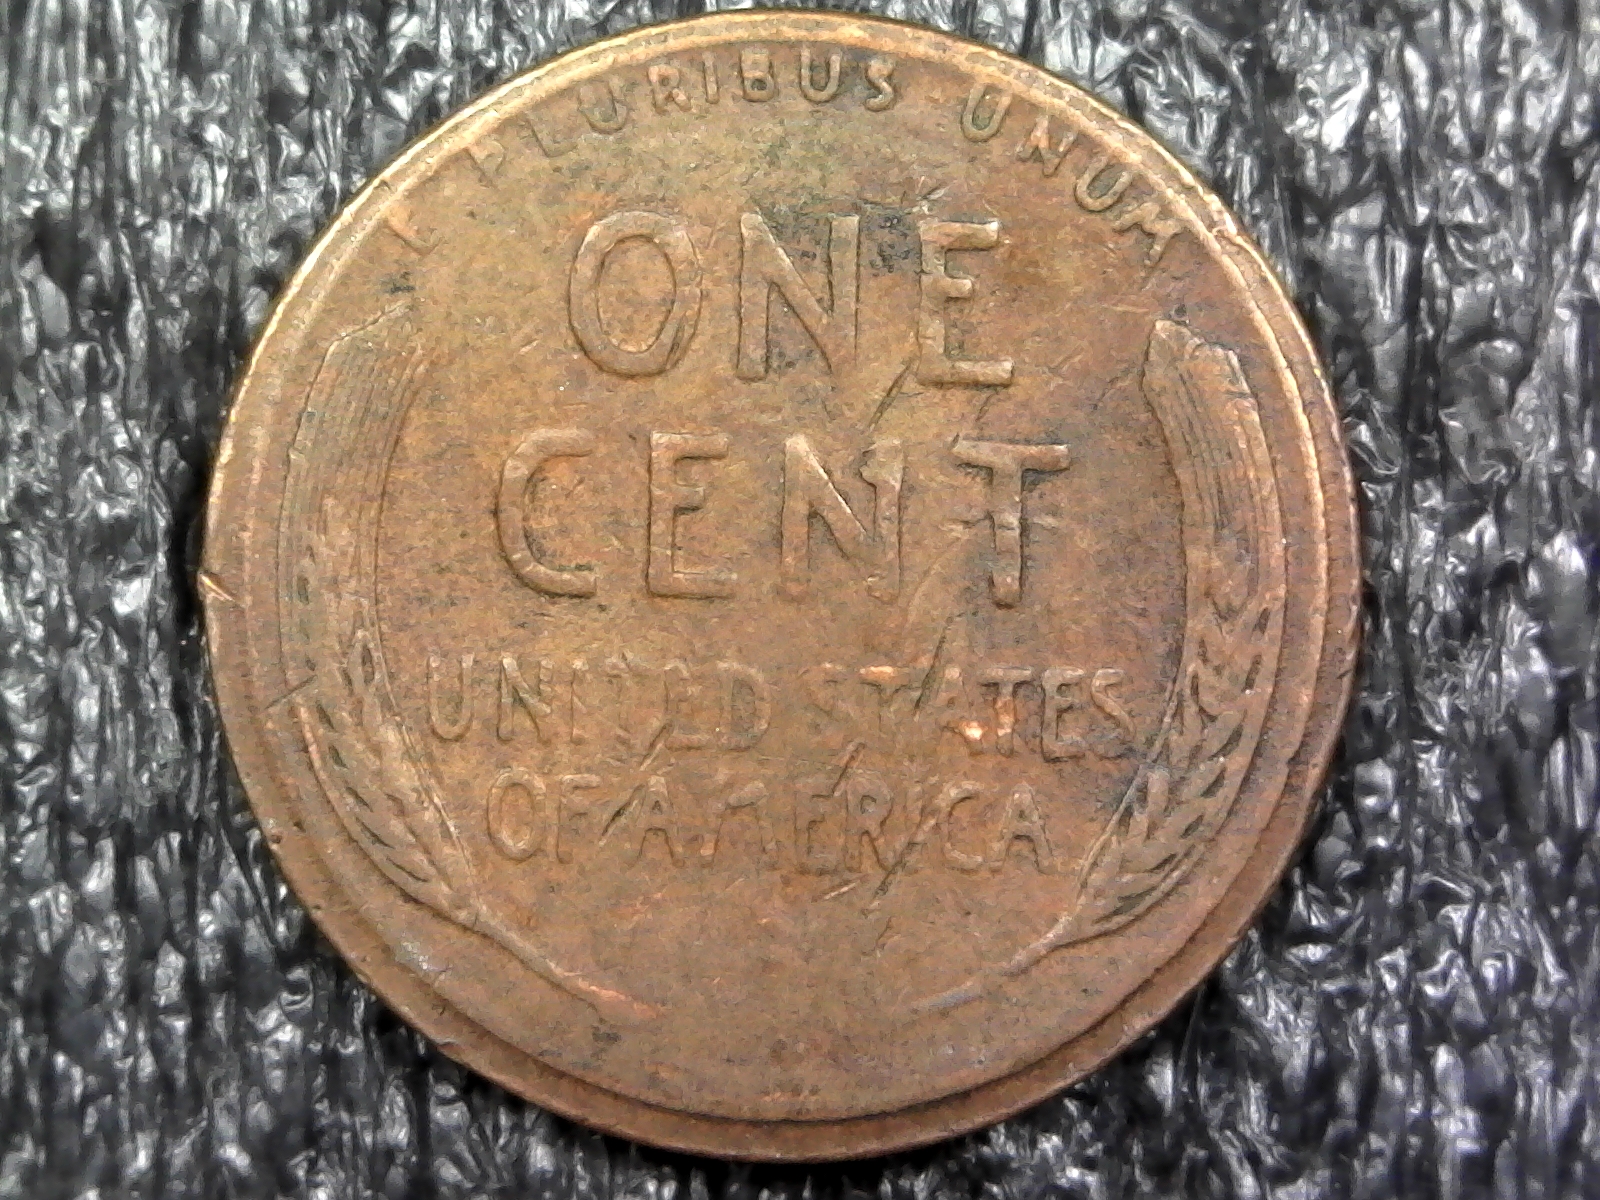 E PLURIBUS UNUM
ONE
CENT
UNITED STATES
OF AMERICA